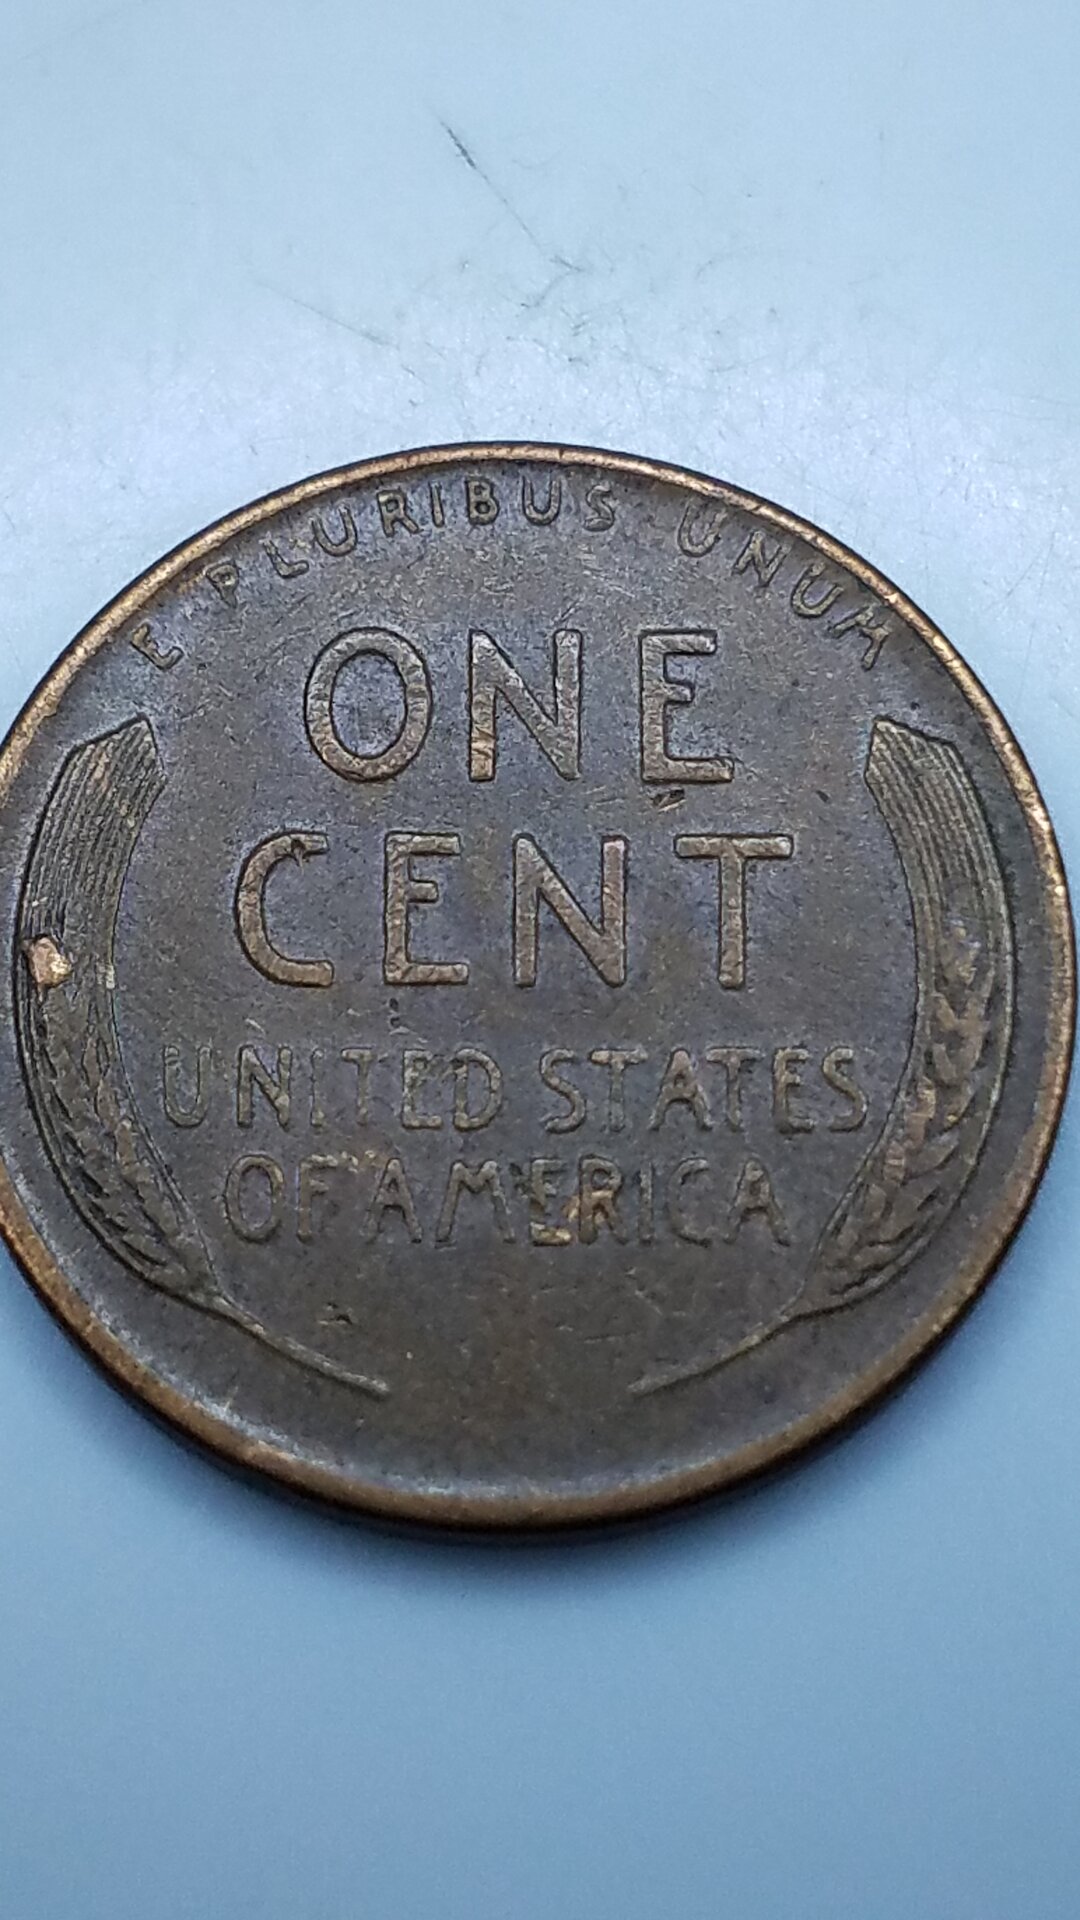 E PLURIBUS UNUM
ONE
CENT
UNITED STATES
OF AMERICA